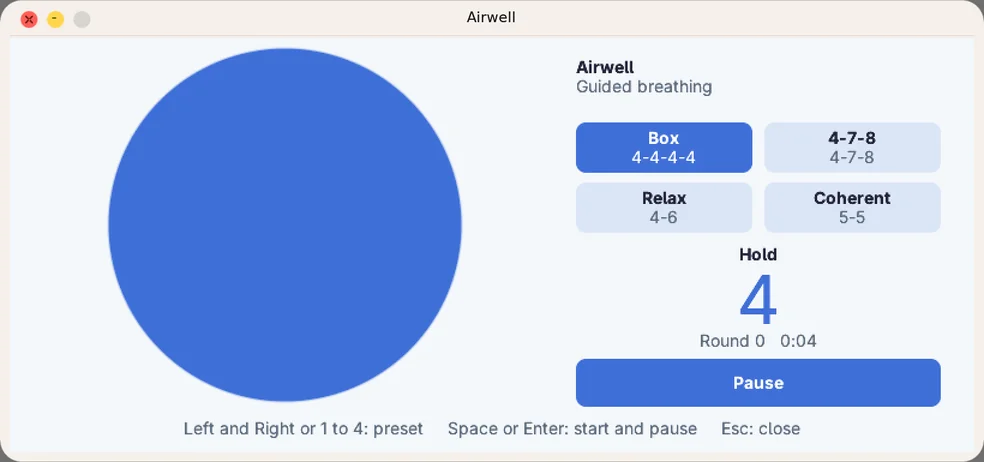 Airwell
Airwell
Guided breathing
Box
4-4-4-4
4-7-8
4-7-8
Relax
4-6
Coherent
5-5
Hold
4
Round 0 0:04
Pause
Left and Right or 1 to 4: preset Space or Enter: start and pause Esc: close